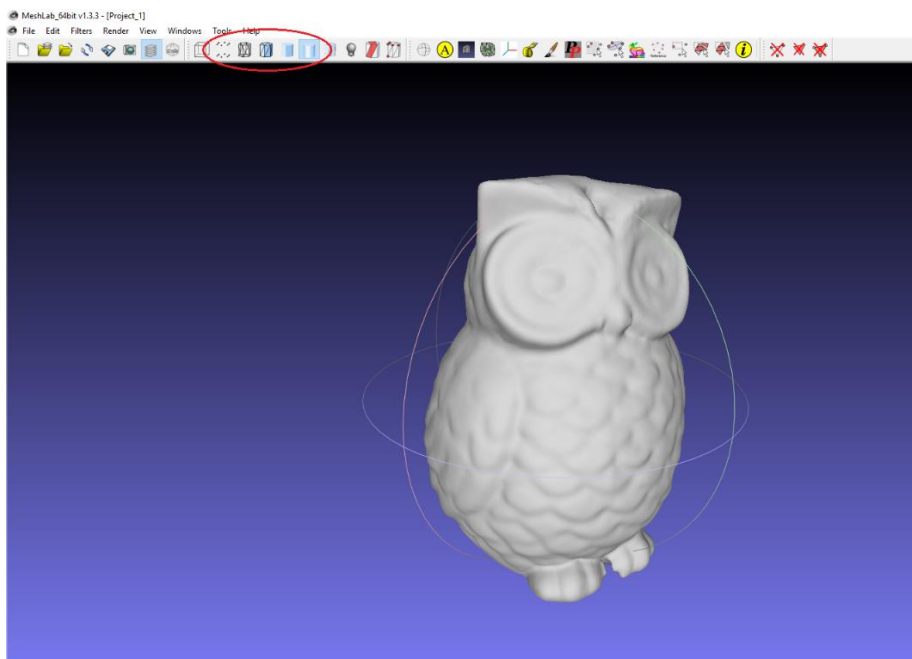 MeshLab_64bit v1.3.3 - [Project_1]
File Edit Filters Render View Windows Tools Help
A
i